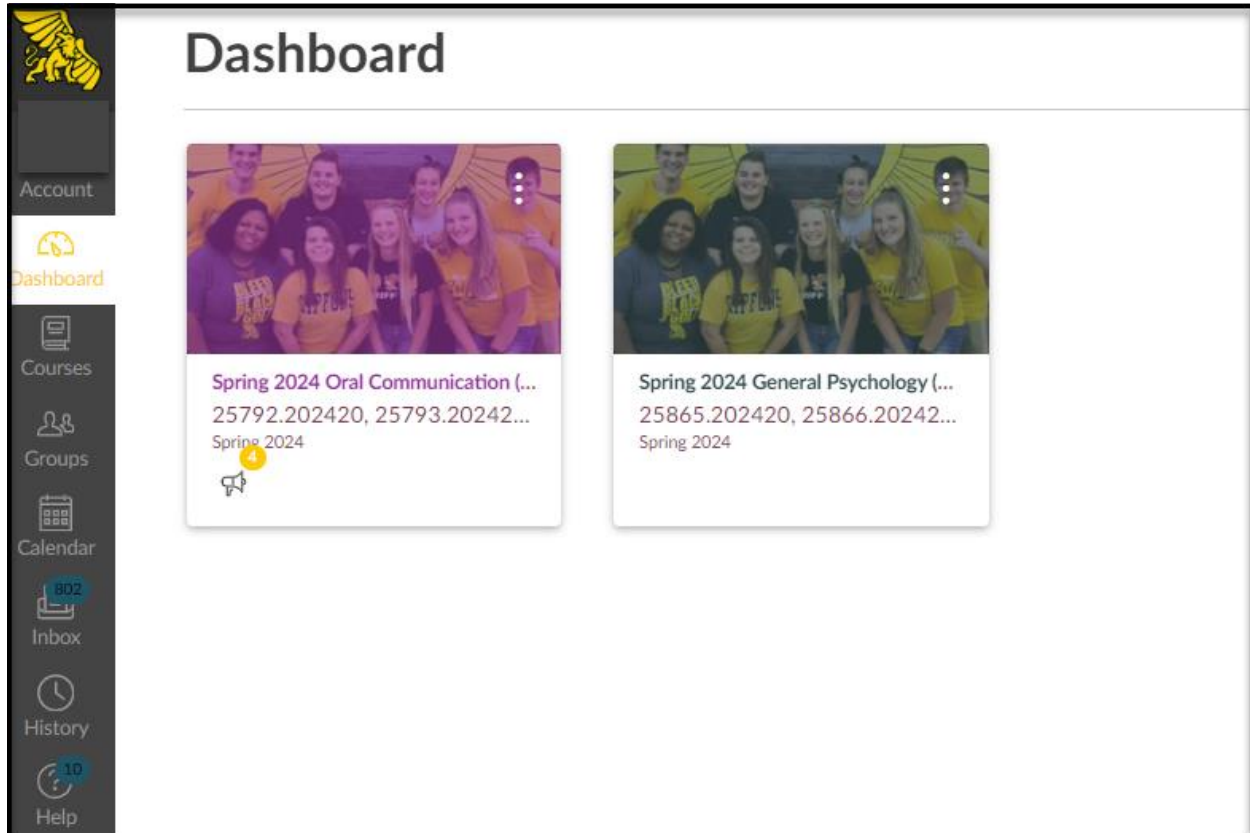 Dashboard
Account
Dashboard
Courses
Groups
Calendar
802
Inbox
History
10
Help
Spring 2024 Oral Communication (...
25792.202420, 25793.20242...
Spring 2024
4
Spring 2024 General Psychology (...
25865.202420, 25866.20242...
Spring 2024